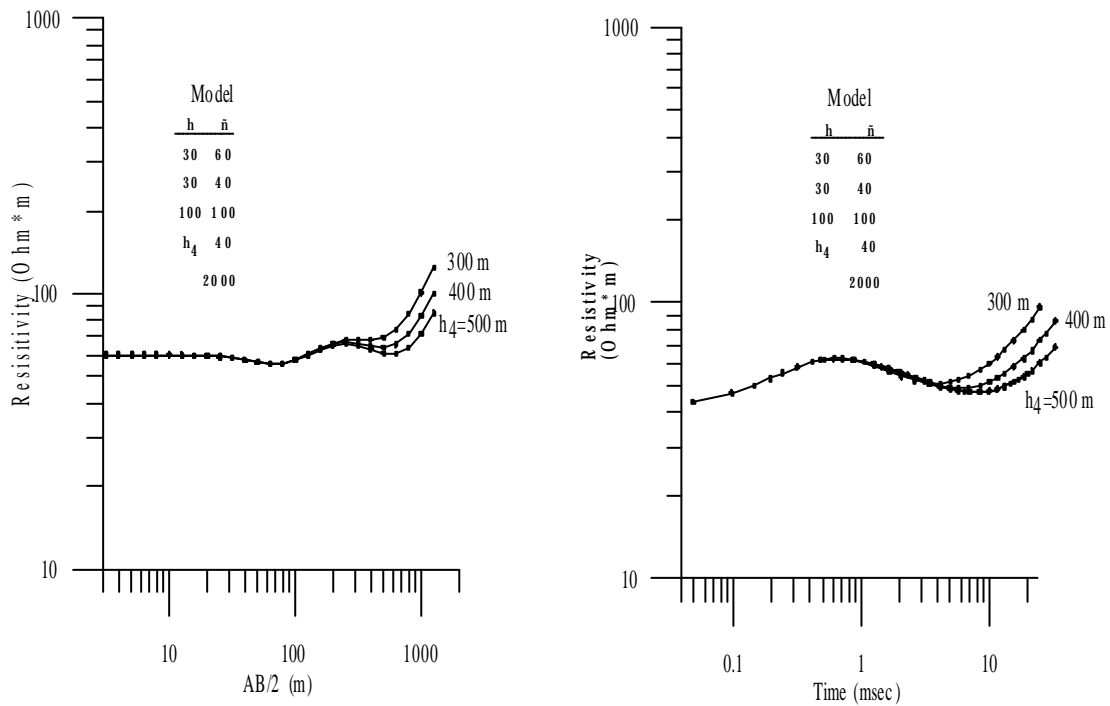 1000
Model
h ñ
30 60
30 40
100 100
h4 40
2000
Resisitivity (Ohm*m)
100
300 m
400 m
h4=500 m
10
10 100 1000
AB/2 (m)
1000
Model
h ñ
30 60
30 40
100 100
h4 40
2000
Resistivity
(Ohm*m)
100
300 m
400 m
h4=500 m
10
0.1 1 10
Time (msec)